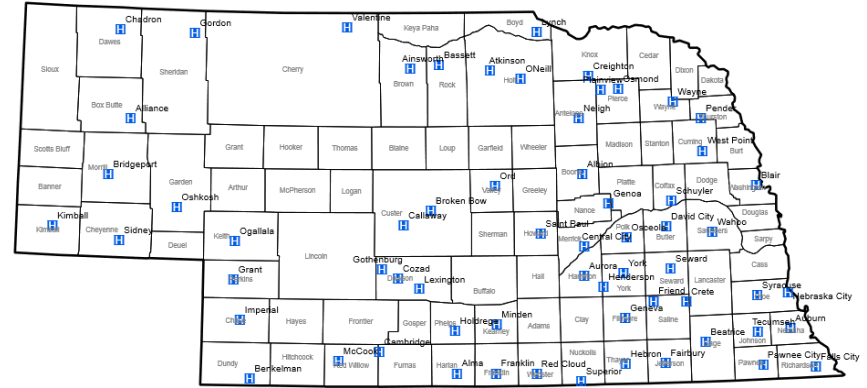 Chadron
Gordon
Valentine
Boyd
Lynch
Keya Paha
Dawes
Sioux
Sheridan
Cherry
Ainsworth
Bassett
Atkinson
Holt
ONeill
Brown
Rock
Knox
Creighton
Cedar
Dixon
Dakota
Plainview
Osmond
Pierce
Wayne
Wayne
Box Butte
Alliance
Antelope
Neligh
Pender
Thurston
Scotts Bluff
Morrill
Bridgeport
Garden
Grant
Hooker
Thomas
Blaine
Loup
Garfield
Wheeler
Madison
Stanton
Cuming
West Point
Burt
Banner
Oshkosh
Arthur
McPherson
Logan
Ord
Valley
Greeley
Boone
Albion
Platte
Colfax
Dodge
Blair
Washington
Genoa
Schuyler
Nance
Kimball
Kimball
Cheyenne
Sidney
Deuel
Keith
Ogallala
Lincoln
Custer
Broken Bow
Callaway
Sherman
Saint Paul
Howard
Merrick
Central City
Polk
Osceola
David City
Butler
Wahoo
Saunders
Douglas
Sarpy
Grant
Perkins
Gothenburg
Cozad
Dawson
Lexington
Buffalo
Hall
Aurora
Hamilton
York
Henderson
York
Seward
Seward
Lancaster
Cass
Syracuse
Otoe
Nebraska City
Imperial
Chase
Hayes
Frontier
Gosper
Phelps
Holdrege
Minden
Kearney
Adams
Clay
Geneva
Fillmore
Friend
Crete
Saline
Beatrice
Gage
Tecumseh
Johnson
Auburn
Nemaha
Dundy
Benkelman
Hitchcock
McCook
Red Willow
Cambridge
Furnas
Harlan
Alma
Franklin
Franklin
Red Cloud
Webster
Nuckolls
Superior
Thayer
Hebron
Fairbury
Jefferson
Pawnee City
Pawnee
Falls City
Richardson